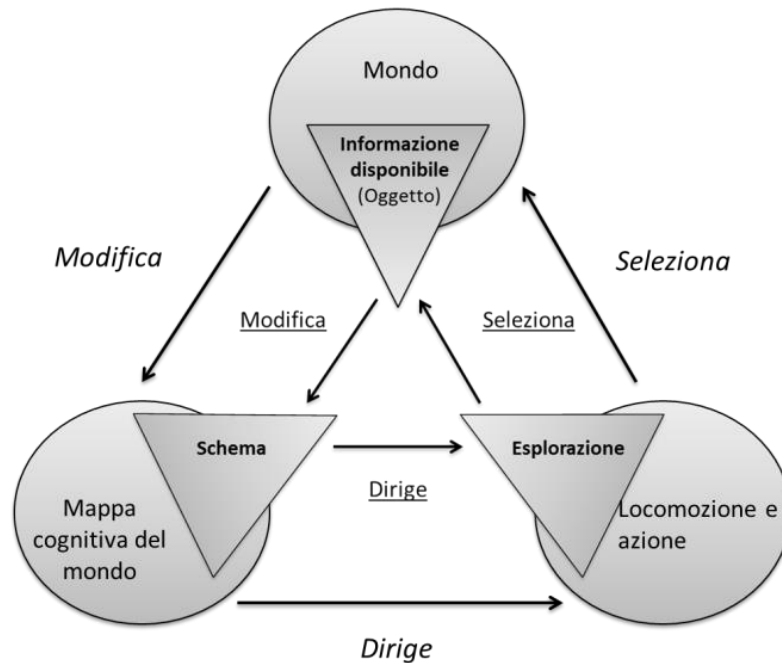 Mondo
Informazione
disponibile
(Oggetto)
Modifica
Seleziona
Modifica
Seleziona
Schema
Esplorazione
Dirige
Mappa
cognitiva del
mondo
Locomozione e
azione
Dirige